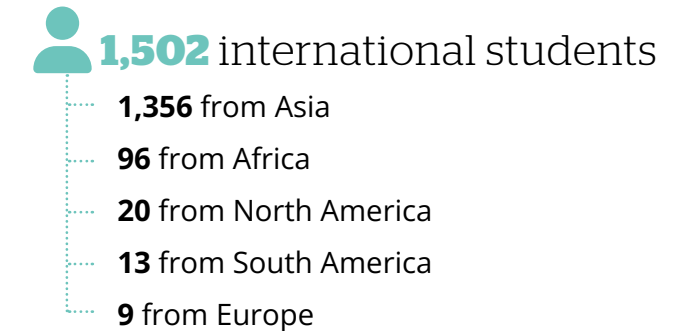 1,502 international students
1,356 from Asia
96 from Africa
20 from North America
13 from South America
9 from Europe